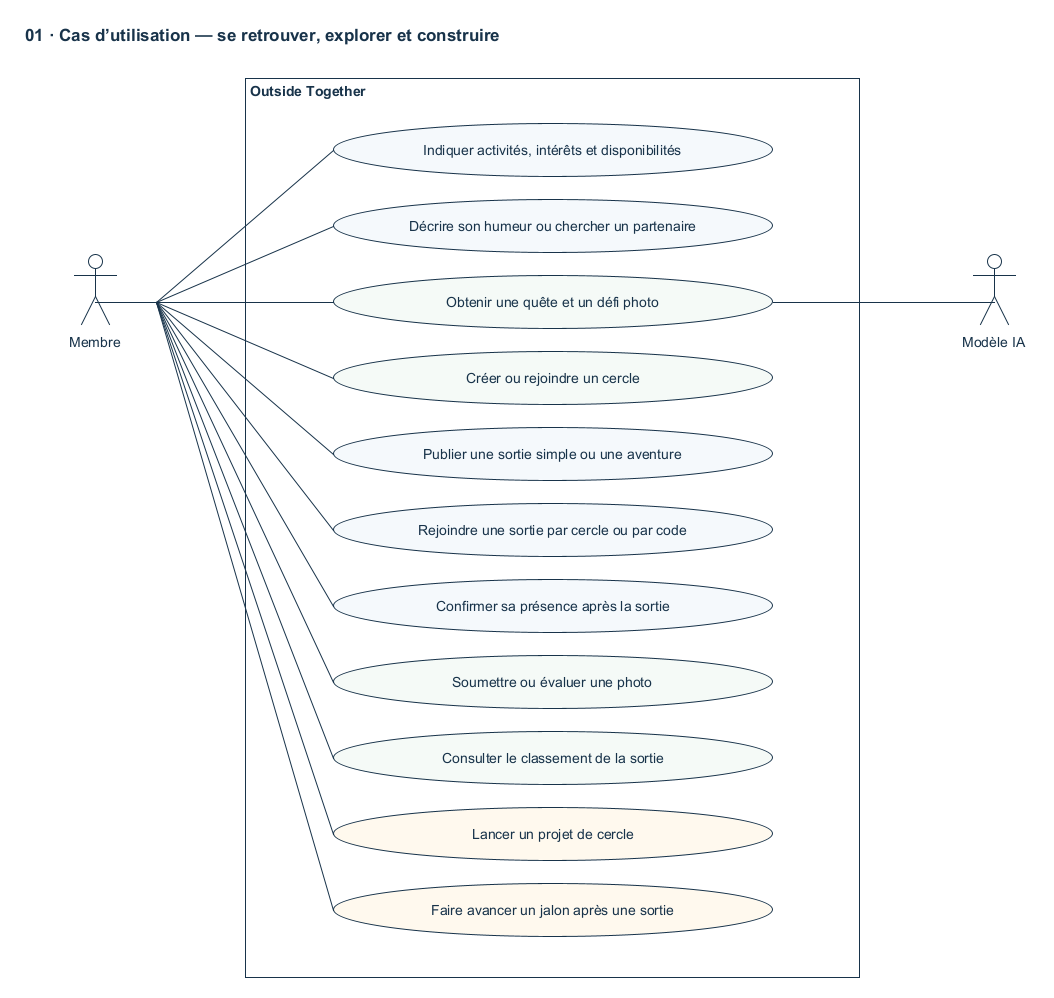 01 · Cas d’utilisation — se retrouver, explorer et construire
Outside Together
Indiquer activités, intérêts et disponibilités
Décrire son humeur ou chercher un partenaire
Obtenir une quête et un défi photo
Membre
Modèle IA
Créer ou rejoindre un cercle
Publier une sortie simple ou une aventure
Rejoindre une sortie par cercle ou par code
Confirmer sa présence après la sortie
Soumettre ou évaluer une photo
Consulter le classement de la sortie
Lancer un projet de cercle
Faire avancer un jalon après une sortie